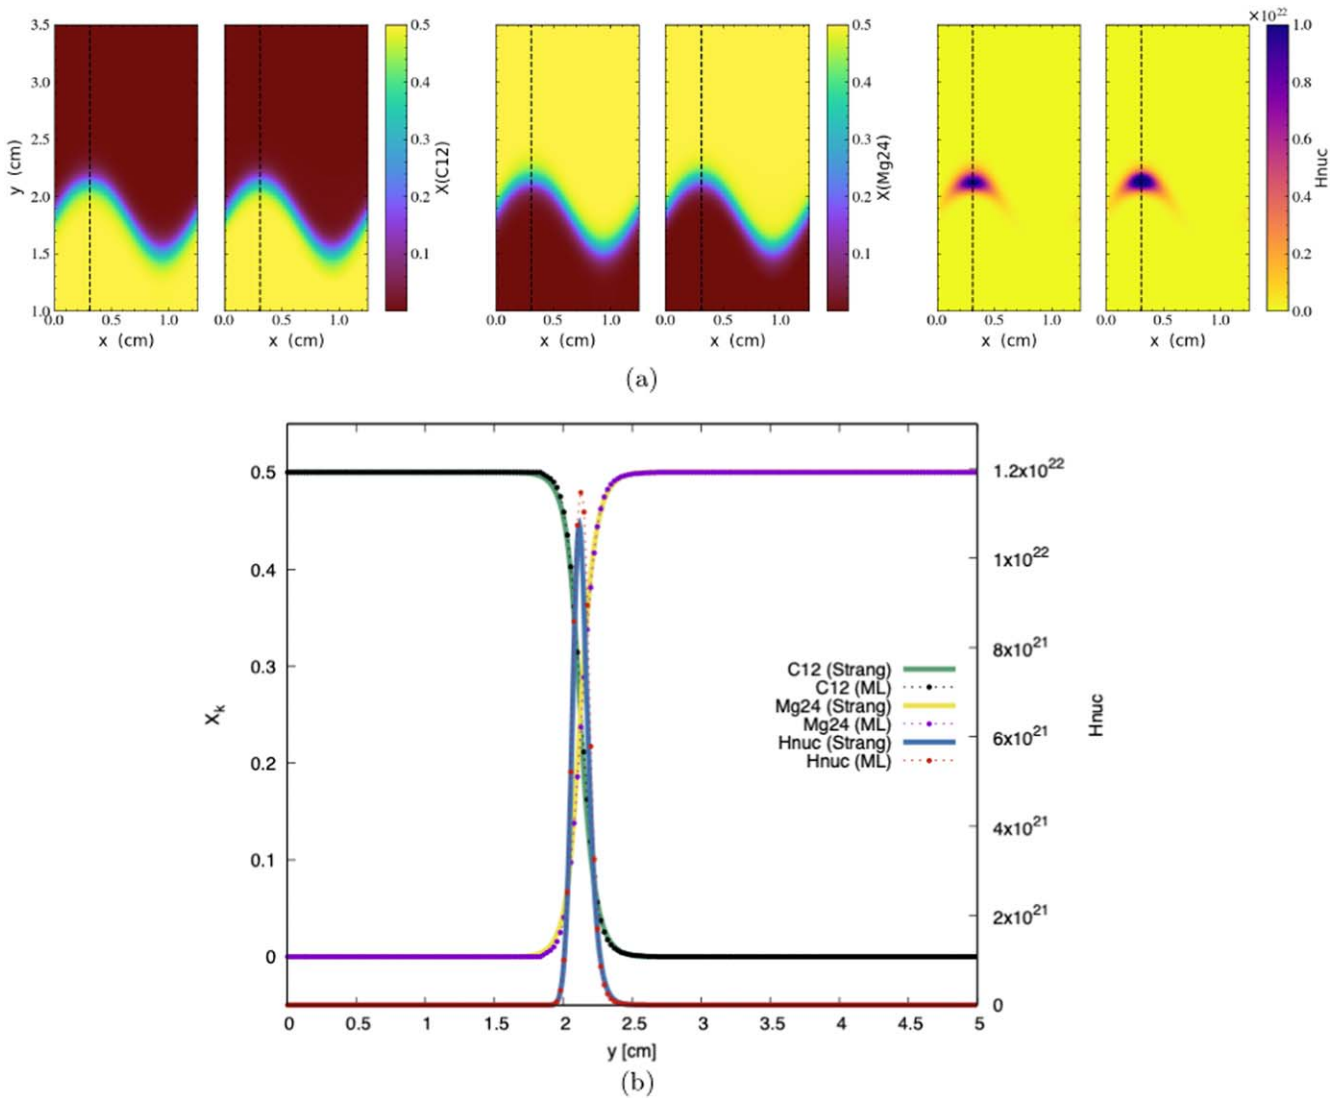 ×10²²
3.5 0.5 0.5 1.0
3.0 0.4 0.4 0.8
2.5 0.3 0.3 0.6
y (cm) X(C12) X(Mg24) Hnuc
2.0 0.2 0.2 0.4
1.5 0.1 0.1 0.2
1.0 0.0
0.0 0.5 1.0 0.0 0.5 1.0 0.0 0.5 1.0 0.0 0.5 1.0 0.0 0.5 1.0 0.0 0.5 1.0
x (cm) x (cm) x (cm) x (cm) x (cm) x (cm)
(a)
0.5 1.2x10²²
0.4 1x10²²
0.3 8x10²¹
C12 (Strang)
C12 (ML)
Xk Mg24 (Strang) Hnuc
Mg24 (ML)
Hnuc (Strang) 6x10²¹
0.2 Hnuc (ML)
4x10²¹
0.1
2x10²¹
0
0
0 0.5 1 1.5 2 2.5 3 3.5 4 4.5 5
y [cm]
(b)